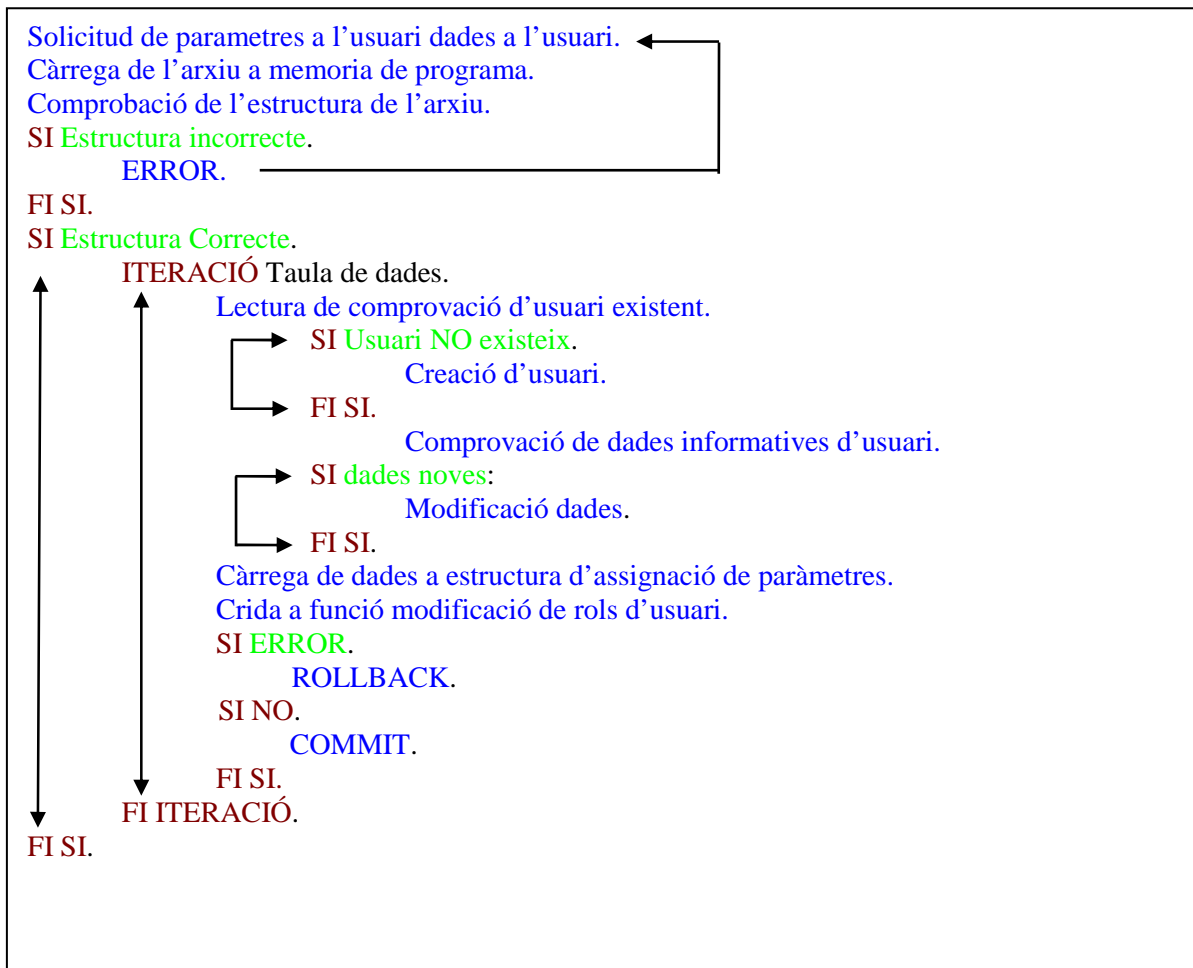 Solicitud de parametres a l’usuari dades a l’usuari.
Càrrega de l’arxiu a memoria de programa.
Comprobació de l’estructura de l’arxiu.
SI Estructura incorrecte.
ERROR.
FI SI.
SI Estructura Correcte.
ITERACIÓ Taula de dades.
Lectura de comprovació d’usuari existent.
SI Usuari NO existeix.
Creació d’usuari.
FI SI.
Comprovació de dades informatives d’usuari.
SI dades noves:
Modificació dades.
FI SI.
Càrrega de dades a estructura d’assignació de paràmetres.
Crida a funció modificació de rols d’usuari.
SI ERROR.
ROLLBACK.
SI NO.
COMMIT.
FI SI.
FI ITERACIÓ.
FI SI.